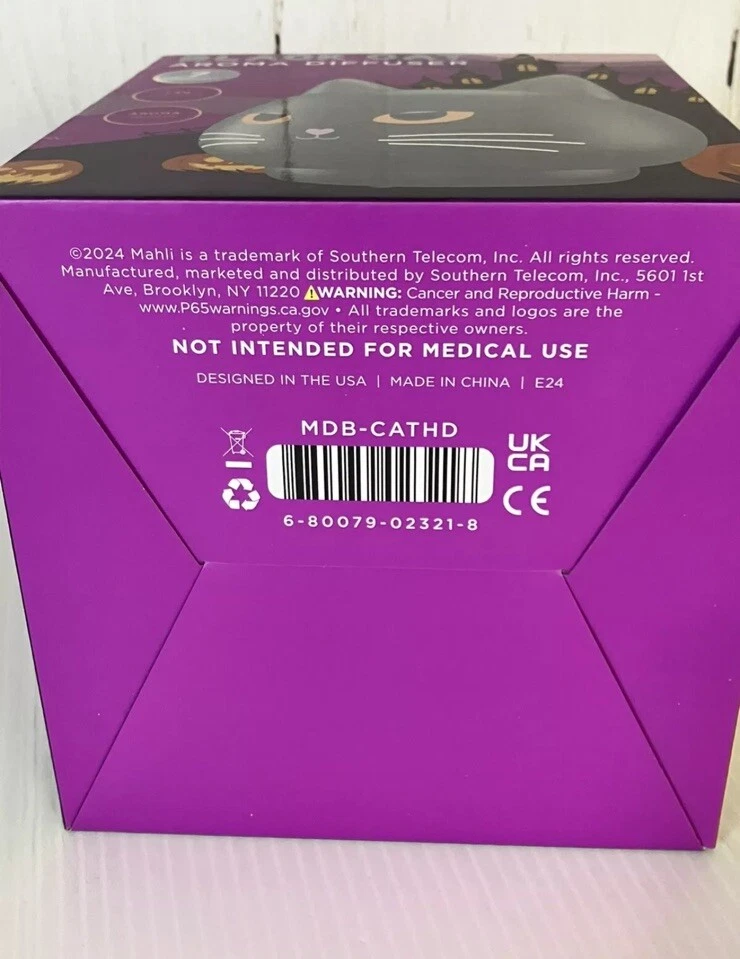 AROMA DIFFUSER
©2024 Mahli is a trademark of Southern Telecom, Inc. All rights reserved.
Manufactured, marketed and distributed by Southern Telecom, Inc., 5601 1st
Ave, Brooklyn, NY 11220 ⚠WARNING: Cancer and Reproductive Harm -
www.P65warnings.ca.gov • All trademarks and logos are the
property of their respective owners.
NOT INTENDED FOR MEDICAL USE
DESIGNED IN THE USA | MADE IN CHINA | E24
MDB-CATHD
UK
CA
CE
6-80079-02321-8